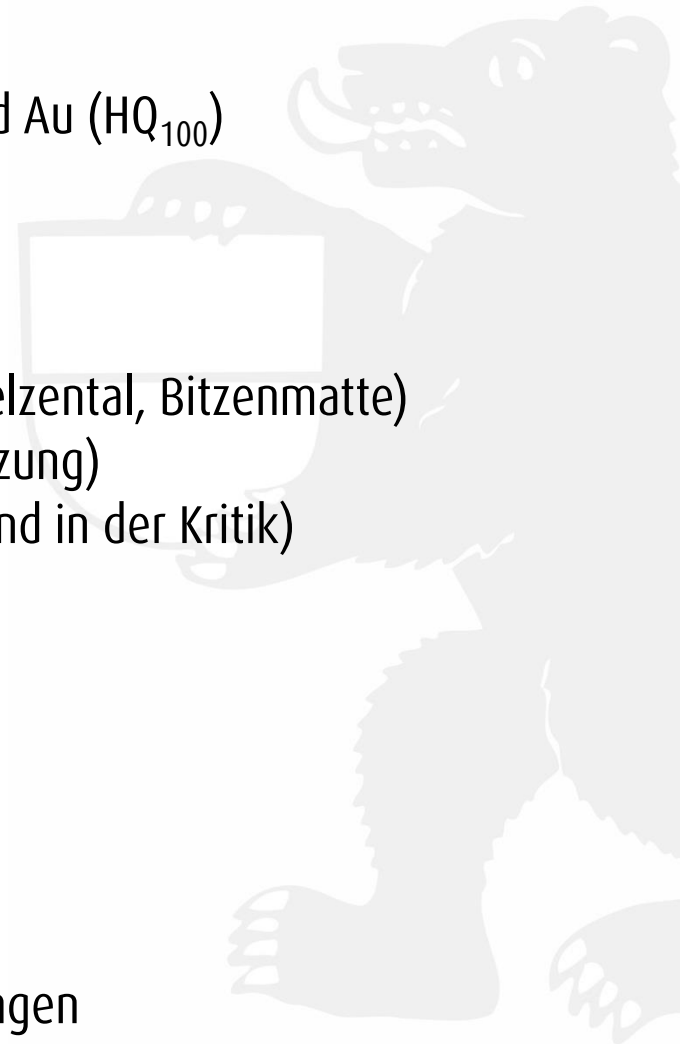 d Au (HQ₁₀₀)
elzental, Bitzenmatte)
zung)
nd in der Kritik)
ngen